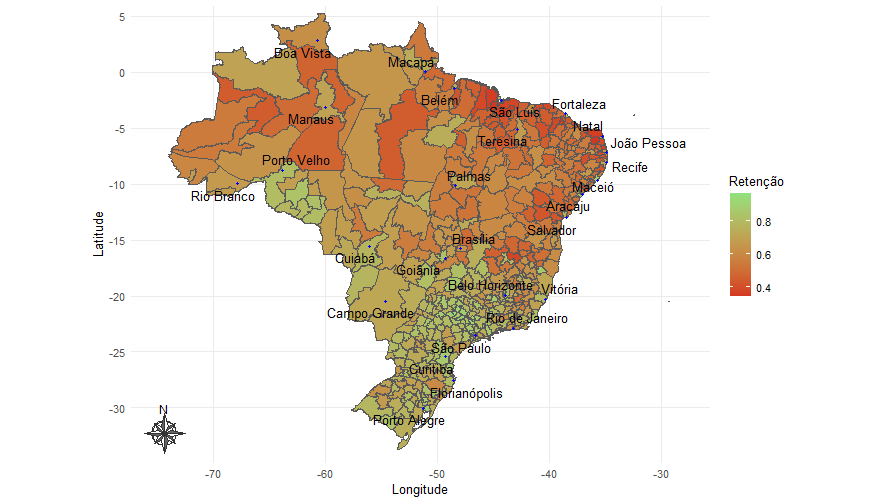 5
0
-5
-10
-15
-20
-25
-30
Latitude
Boa Vista
Macapá
Belém
São Luis
Fortaleza
Manaus
Natal
Teresina
João Pessoa
Porto Velho
Recife
Palmas
Maceió
Rio Branco
Aracaju
Salvador
Brasília
Cuiabá
Goiânia
Belo Horizonte
Vitória
Campo Grande
Rio de Janeiro
São Paulo
Curitiba
Florianópolis
Porto Alegre
N
Retenção
0.8
0.6
0.4
-70
-60
-50
-40
-30
Longitude